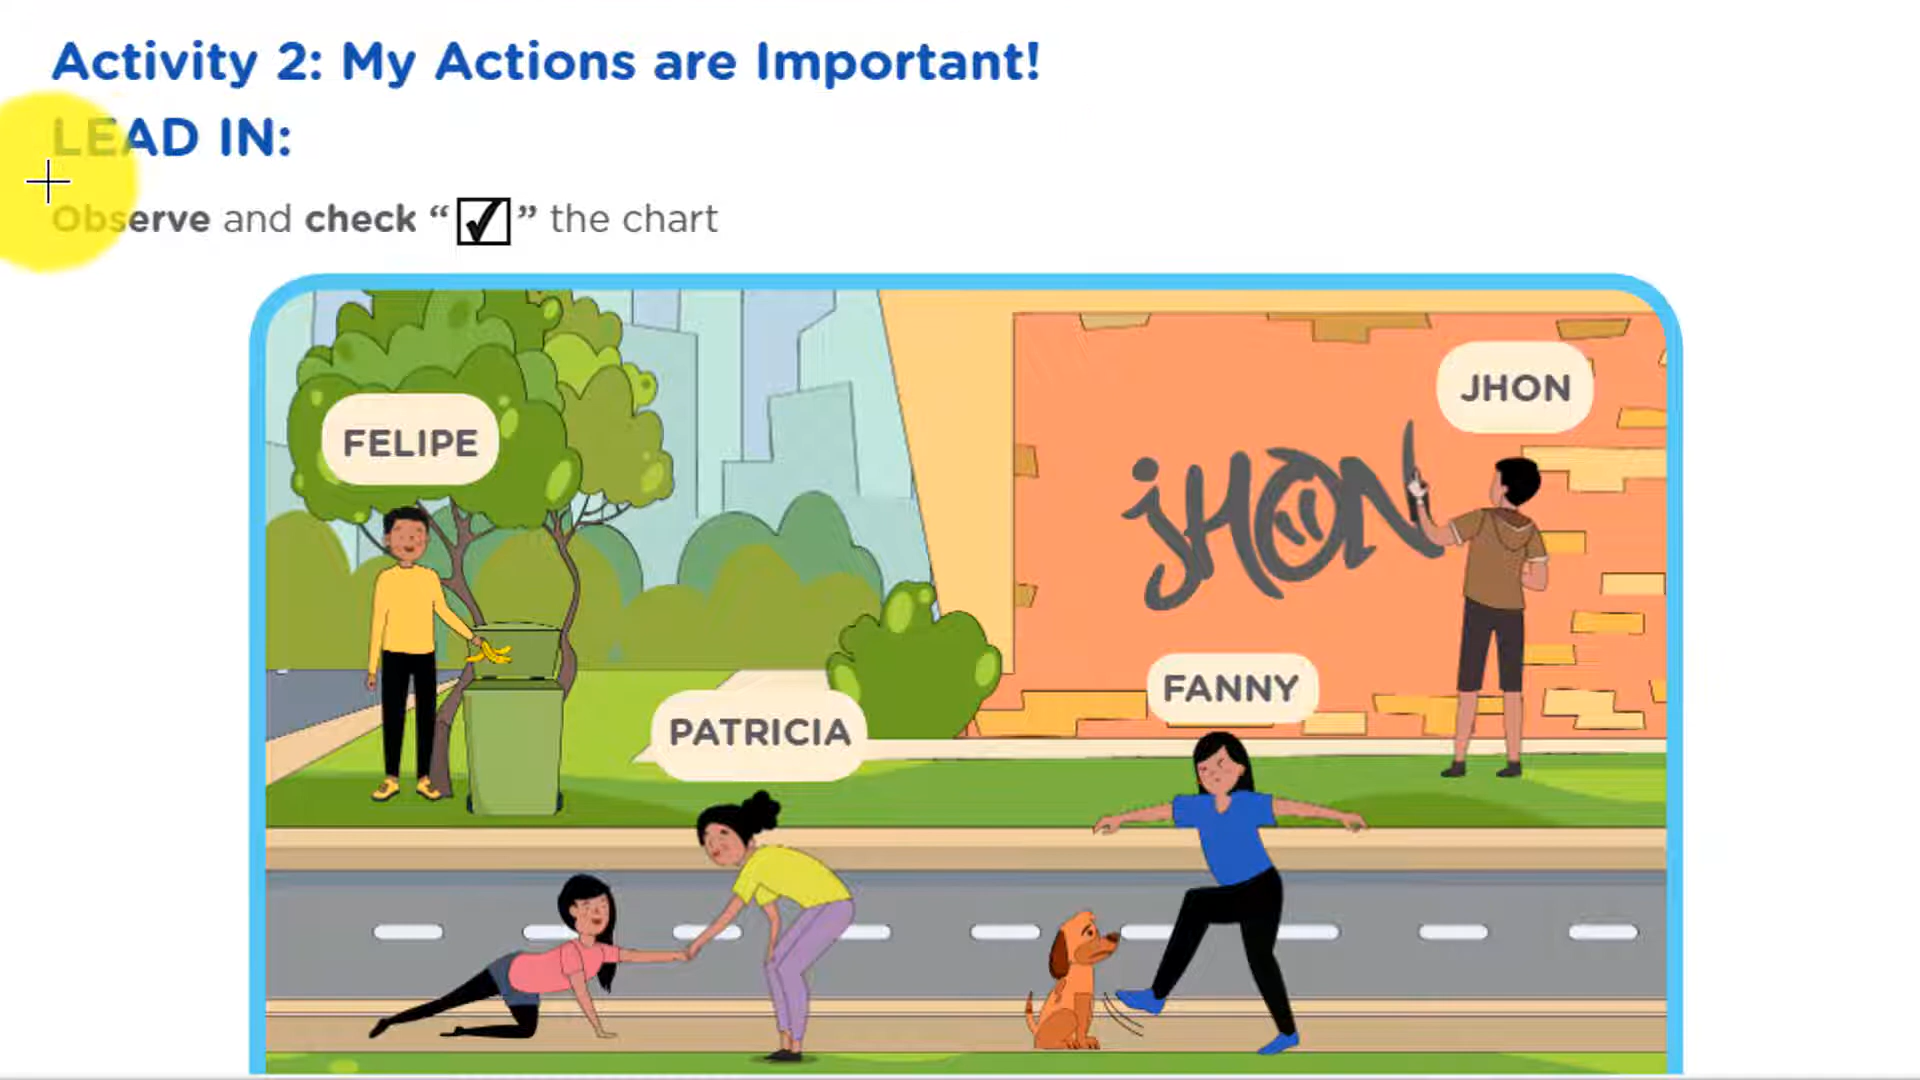 Activity 2: My Actions are Important!
LEAD IN:
Observe and check “☑” the chart
JHON
FELIPE
jHON
FANNY
PATRICIA